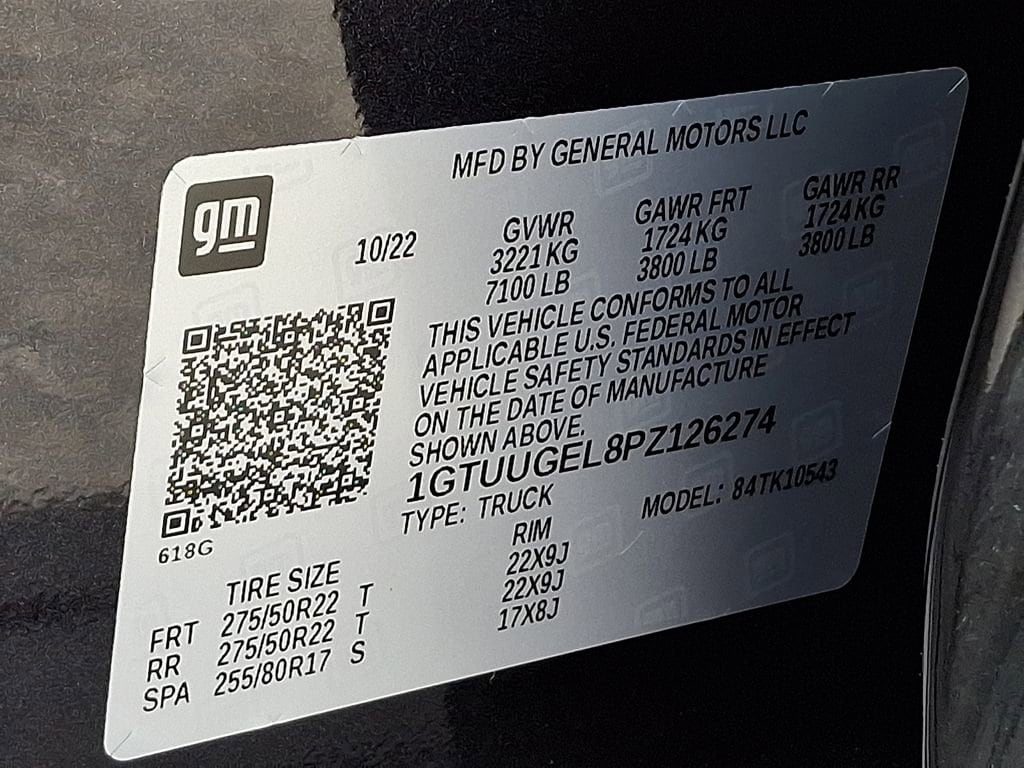 MFD BY GENERAL MOTORS LLC
gm
10/22 GVWR GAWR FRT GAWR RR
3221 KG 1724 KG 1724 KG
7100 LB 3800 LB 3800 LB
THIS VEHICLE CONFORMS TO ALL
APPLICABLE U.S. FEDERAL MOTOR
VEHICLE SAFETY STANDARDS IN EFFECT
ON THE DATE OF MANUFACTURE
SHOWN ABOVE.
1GTUUGEL8PZ126274
TYPE: TRUCK MODEL: 84TK10543
618G
TIRE SIZE RIM
FRT 275/50R22 T 22X9J
RR 275/50R22 T 22X9J
SPA 255/80R17 S 17X8J